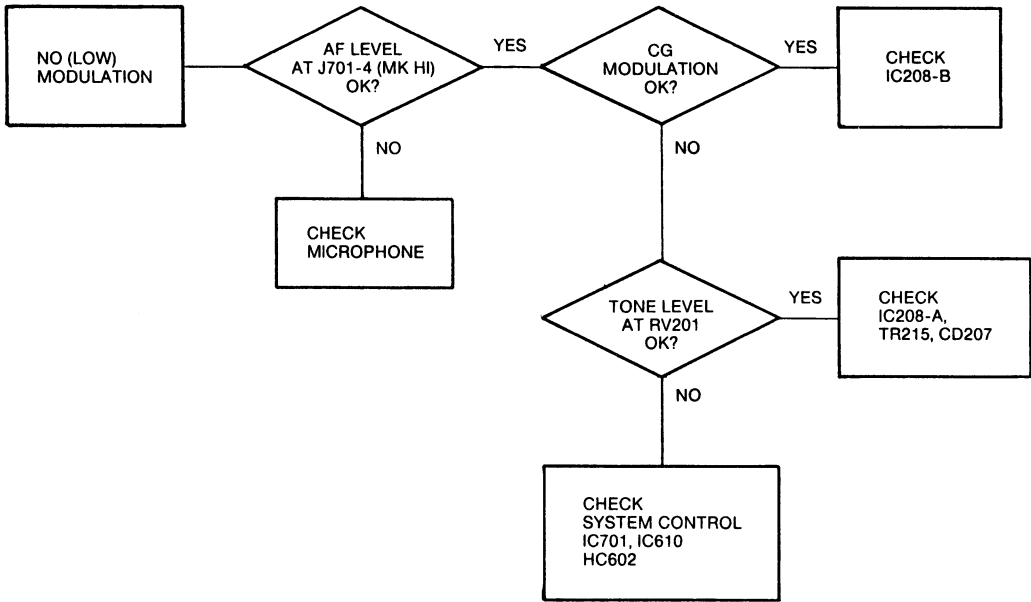 NO (LOW)
MODULATION
AF LEVEL
AT J701-4 (MK HI)
OK?
YES
NO
CHECK
MICROPHONE
CG
MODULATION
OK?
YES
NO
CHECK
IC208-B
TONE LEVEL
AT RV201
OK?
YES
NO
CHECK
IC208-A,
TR215, CD207
CHECK
SYSTEM CONTROL
IC701, IC610
HC602